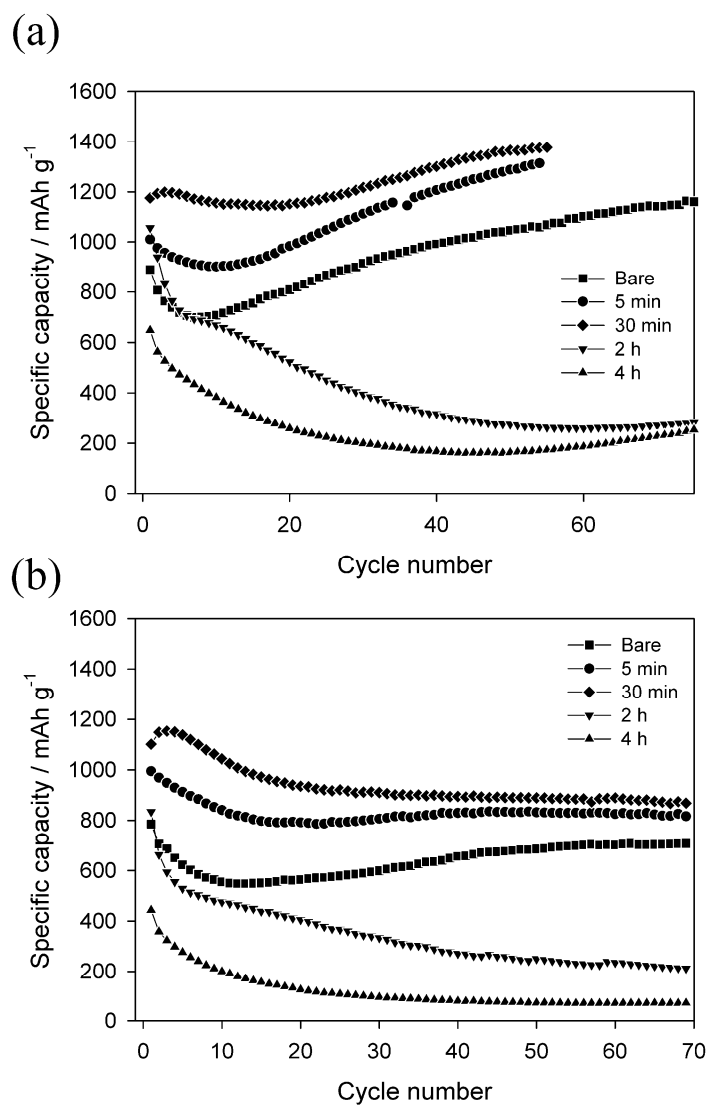 (a)
1600
1400
1200
1000
800
600
400
200
0
Specific capacity / mAh g⁻¹
Bare
5 min
30 min
2 h
4 h
0 20 40 60
Cycle number
(b)
1600
1400
1200
1000
800
600
400
200
0
Specific capacity / mAh g⁻¹
Bare
5 min
30 min
2 h
4 h
0 10 20 30 40 50 60 70
Cycle number